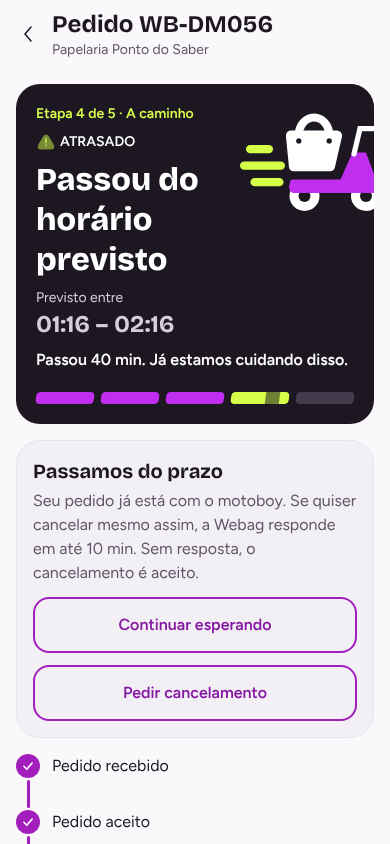 Pedido WB-DM056
Papelaria Ponto do Saber
Etapa 4 de 5 · A caminho
ATRASADO
Passou do
horário
previsto
Previsto entre
01:16 – 02:16
Passou 40 min. Já estamos cuidando disso.
Passamos do prazo
Seu pedido já está com o motoboy. Se quiser
cancelar mesmo assim, a Webag responde
em até 10 min. Sem resposta, o
cancelamento é aceito.
Continuar esperando
Pedir cancelamento
Pedido recebido
Pedido aceito